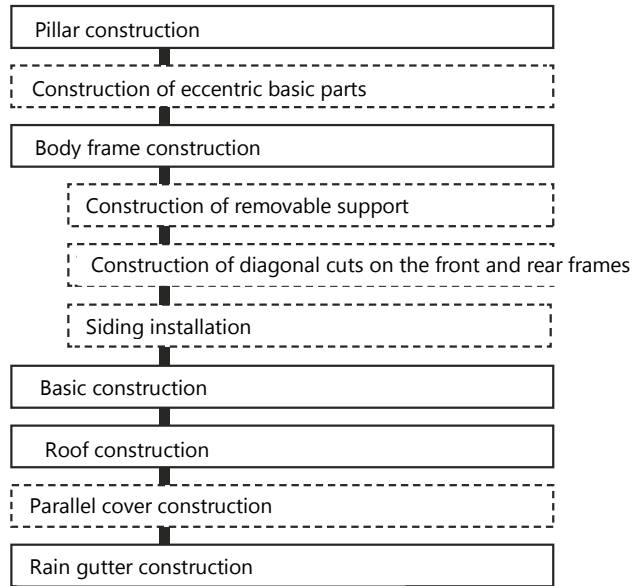 Pillar construction
Construction of eccentric basic parts
Body frame construction
Construction of removable support
Construction of diagonal cuts on the front and rear frames
Siding installation
Basic construction
Roof construction
Parallel cover construction
Rain gutter construction